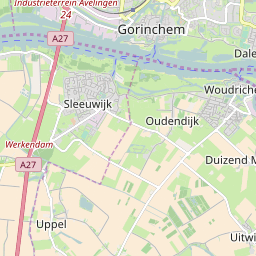 Industrieterrein Avelingen
24
Gorinchem
A27
Dale
Sleeuwijk
Woudriche
Oudendijk
Werkendam
A27
Duizend M
Uppel
Uitwi